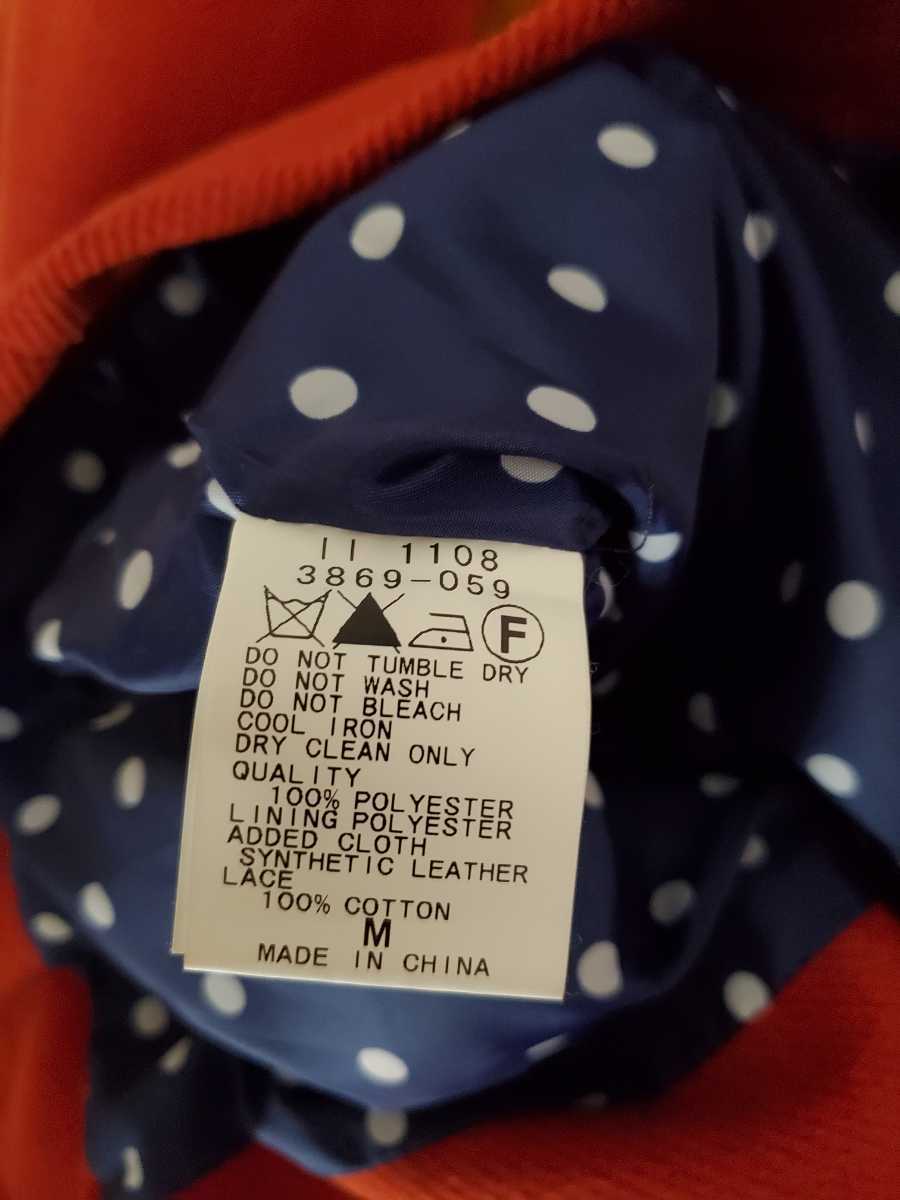 II 1108
3869-059
F
DO NOT TUMBLE DRY
DO NOT WASH
DO NOT BLEACH
COOL IRON
DRY CLEAN ONLY
QUALITY
100% POLYESTER
LINING POLYESTER
ADDED CLOTH
SYNTHETIC LEATHER
LACE
100% COTTON
M
MADE IN CHINA